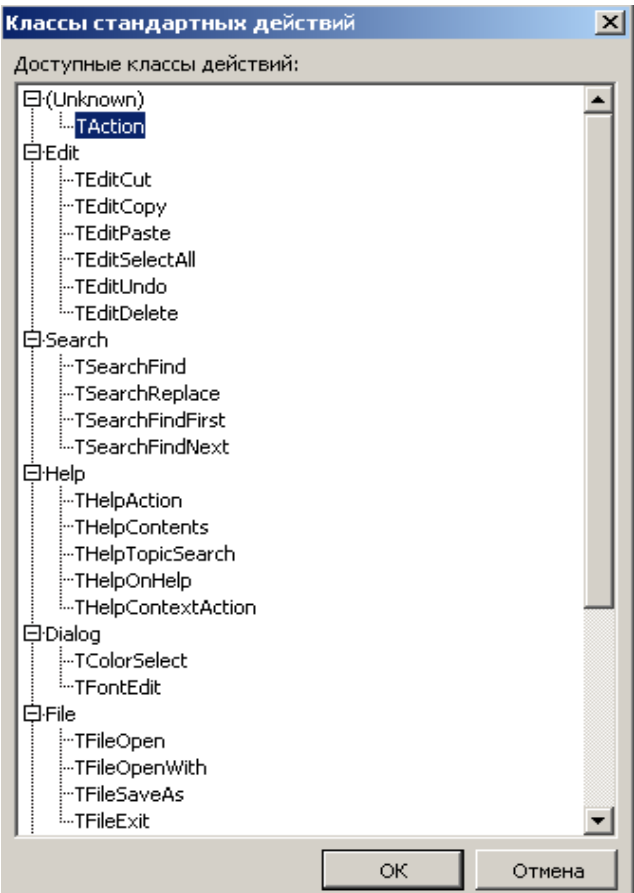 Классы стандартных действий
Доступные классы действий:
(Unknown)
TAction
Edit
TEditCut
TEditCopy
TEditPaste
TEditSelectAll
TEditUndo
TEditDelete
Search
TSearchFind
TSearchReplace
TSearchFindFirst
TSearchFindNext
Help
THelpAction
THelpContents
THelpTopicSearch
THelpOnHelp
THelpContextAction
Dialog
TColorSelect
TFontEdit
File
TFileOpen
TFileOpenWith
TFileSaveAs
TFileExit
ОК Отмена